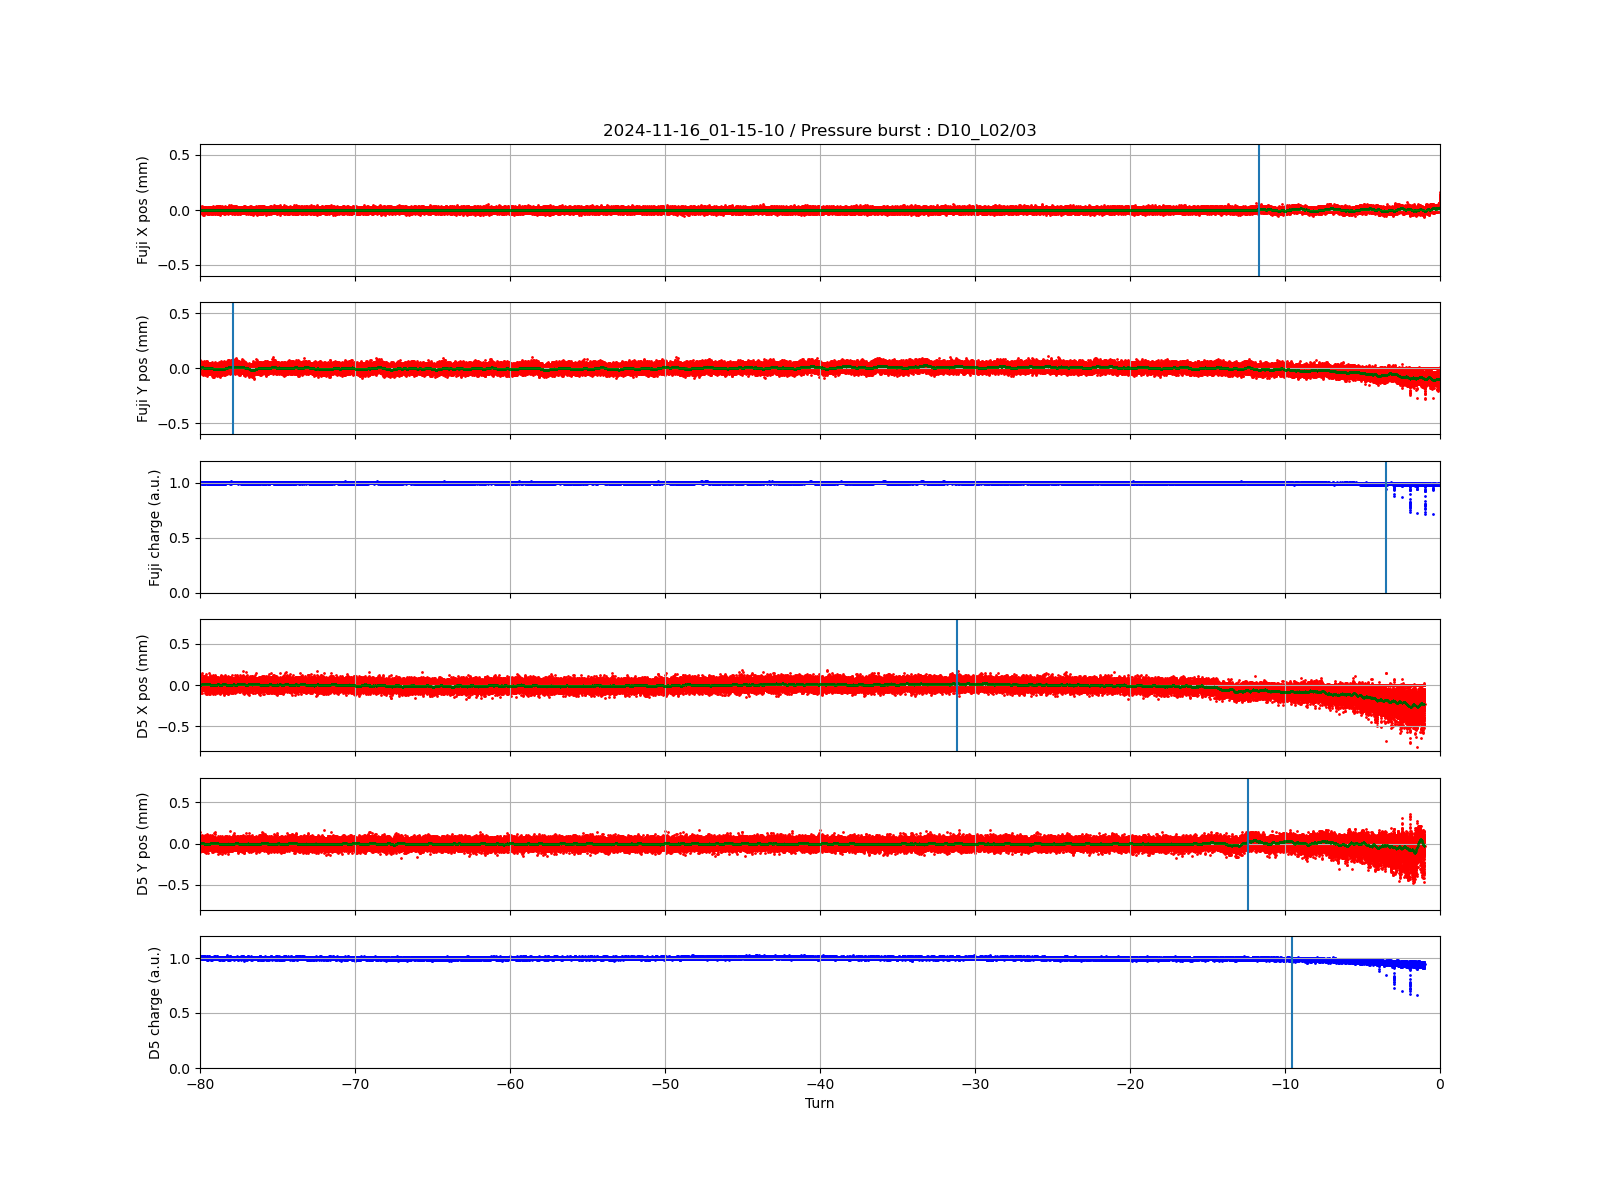 2024-11-16_01-15-10 / Pressure burst : D10_L02/03
Fuji X pos (mm)
0.5
0.0
−0.5
Fuji Y pos (mm)
0.5
0.0
−0.5
Fuji charge (a.u.)
1.0
0.5
0.0
D5 X pos (mm)
0.5
0.0
−0.5
D5 Y pos (mm)
0.5
0.0
−0.5
D5 charge (a.u.)
1.0
0.5
0.0
−80 −70 −60 −50 −40 −30 −20 −10 0
Turn